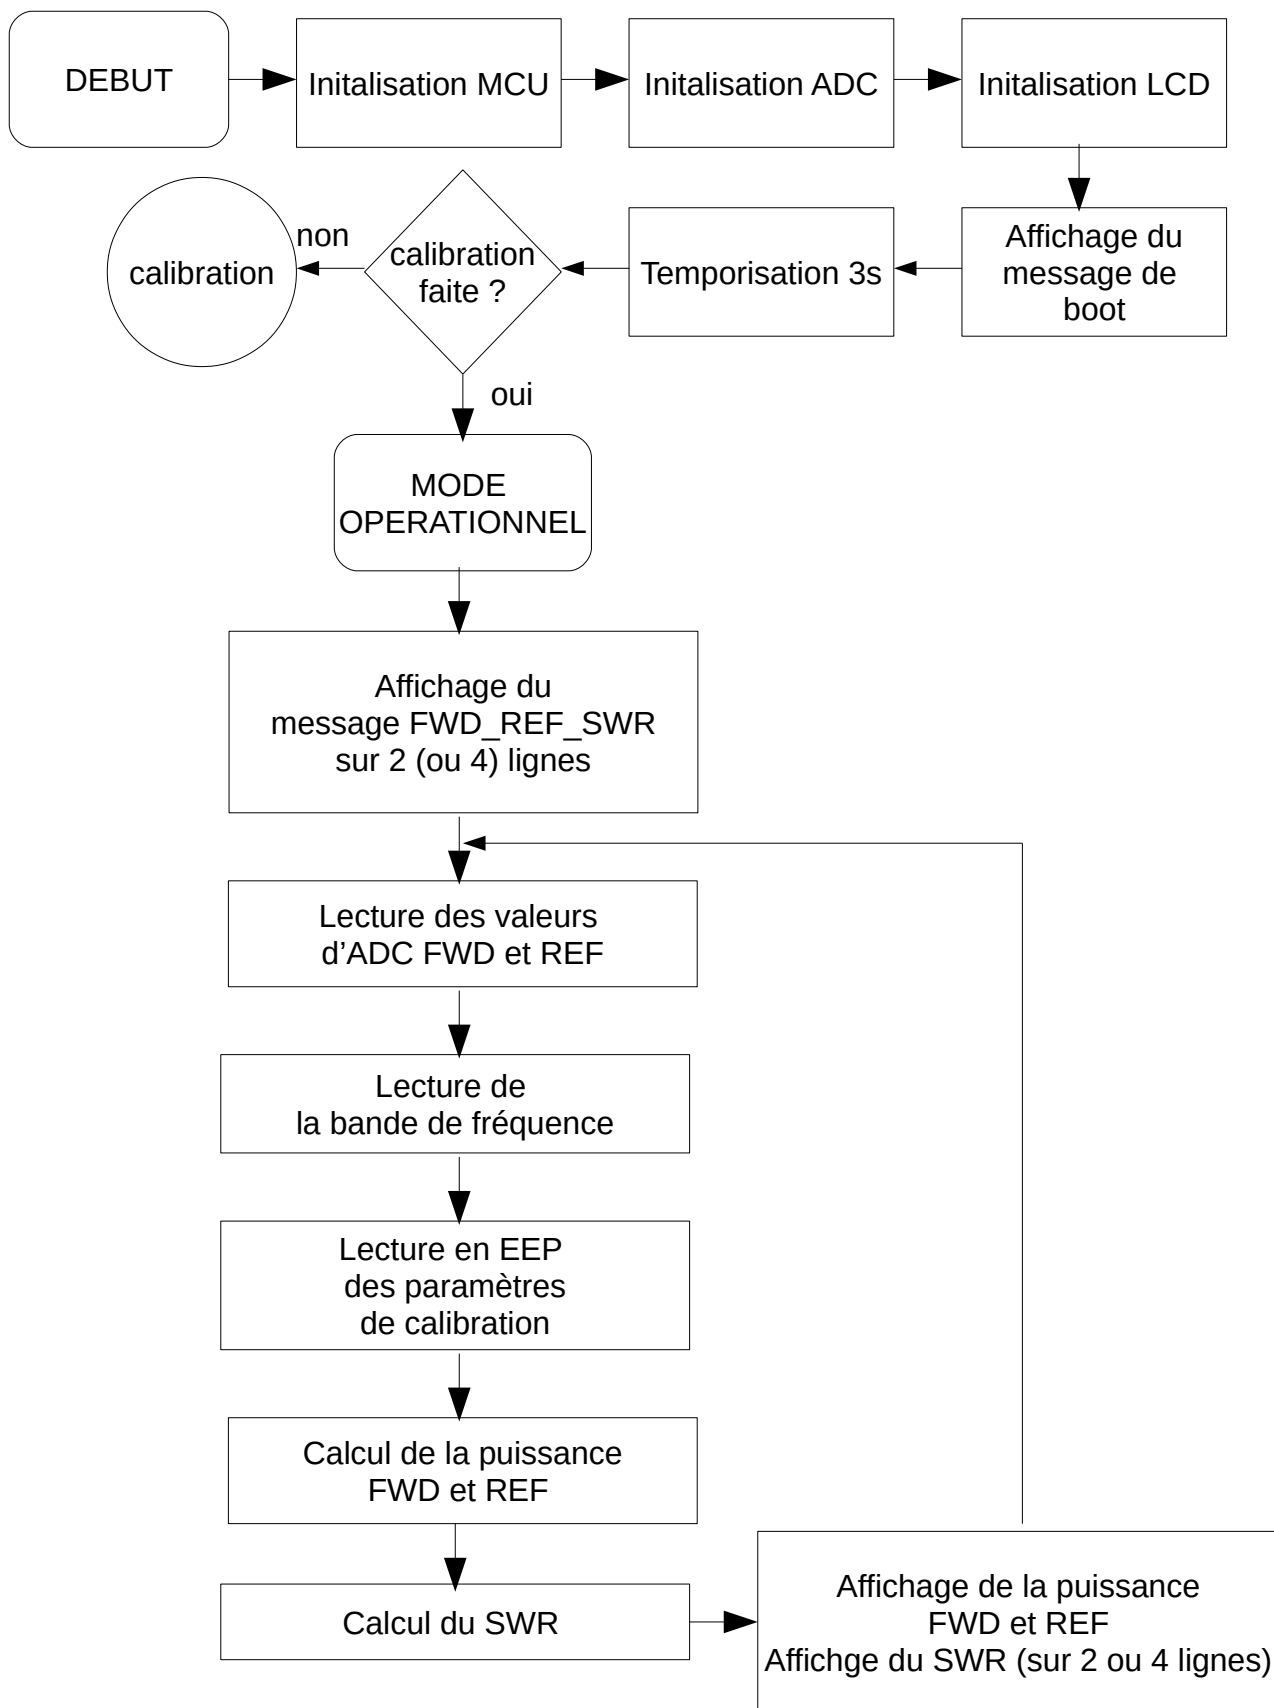 DEBUT
Initalisation MCU
Initalisation ADC
Initalisation LCD
Affichage du
message de
boot
Temporisation 3s
calibration
faite ?
non
calibration
oui
MODE
OPERATIONNEL
Affichage du
message FWD_REF_SWR
sur 2 (ou 4) lignes
Lecture des valeurs
d’ADC FWD et REF
Lecture de
la bande de fréquence
Lecture en EEP
des paramètres
de calibration
Calcul de la puissance
FWD et REF
Calcul du SWR
Affichage de la puissance
FWD et REF
Affichge du SWR (sur 2 ou 4 lignes)